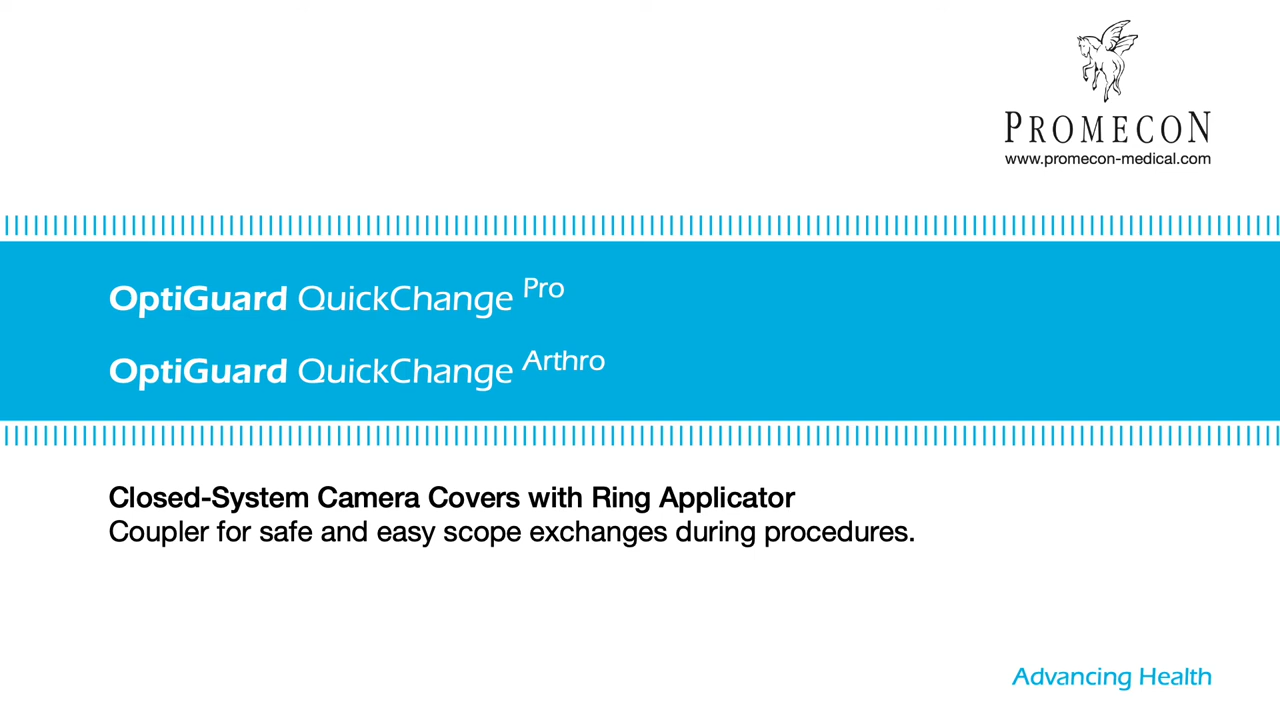 PROMECON
www.promecon-medical.com
OptiGuard QuickChange Pro
OptiGuard QuickChange Arthro
Closed-System Camera Covers with Ring Applicator
Coupler for safe and easy scope exchanges during procedures.
Advancing Health